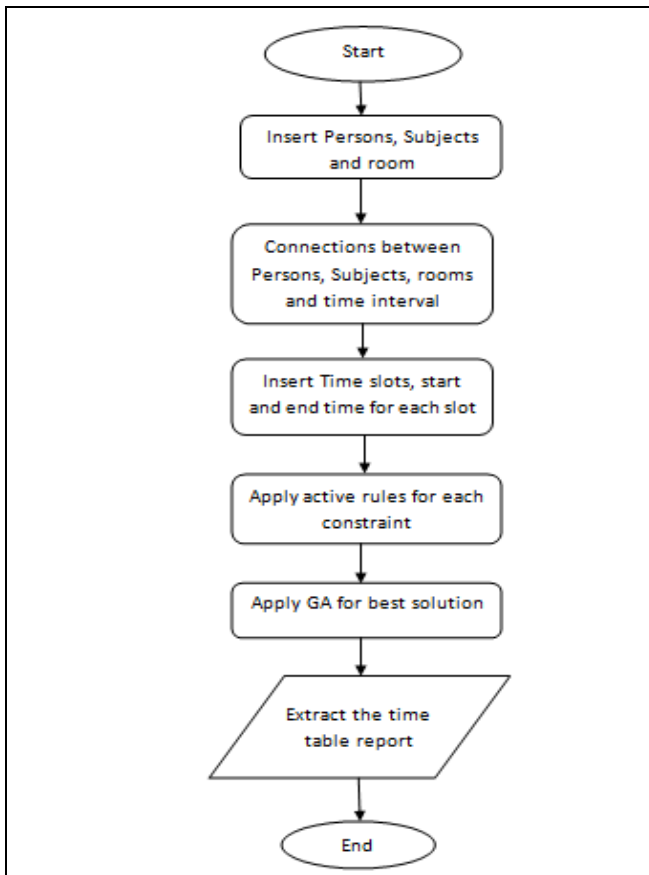 Start
Insert Persons, Subjects
and room
Connections between
Persons, Subjects, rooms
and time interval
Insert Time slots, start
and end time for each slot
Apply active rules for each
constraint
Apply GA for best solution
Extract the time
table report
End